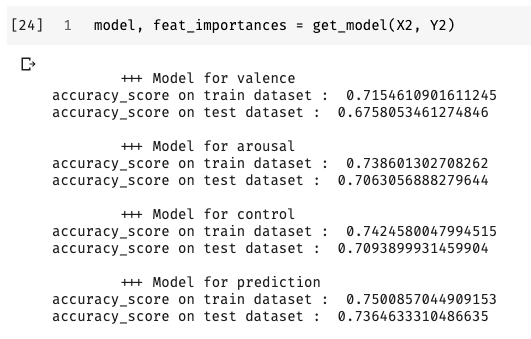 [24] 1 model, feat_importances = get_model(X2, Y2)
+++ Model for valence
accuracy_score on train dataset : 0.7154610901611245
accuracy_score on test dataset : 0.6758053461274846
+++ Model for arousal
accuracy_score on train dataset : 0.738601302708262
accuracy_score on test dataset : 0.7063056888279644
+++ Model for control
accuracy_score on train dataset : 0.7424580047994515
accuracy_score on test dataset : 0.7093899931459904
+++ Model for prediction
accuracy_score on train dataset : 0.7500857044909153
accuracy_score on test dataset : 0.7364633310486635